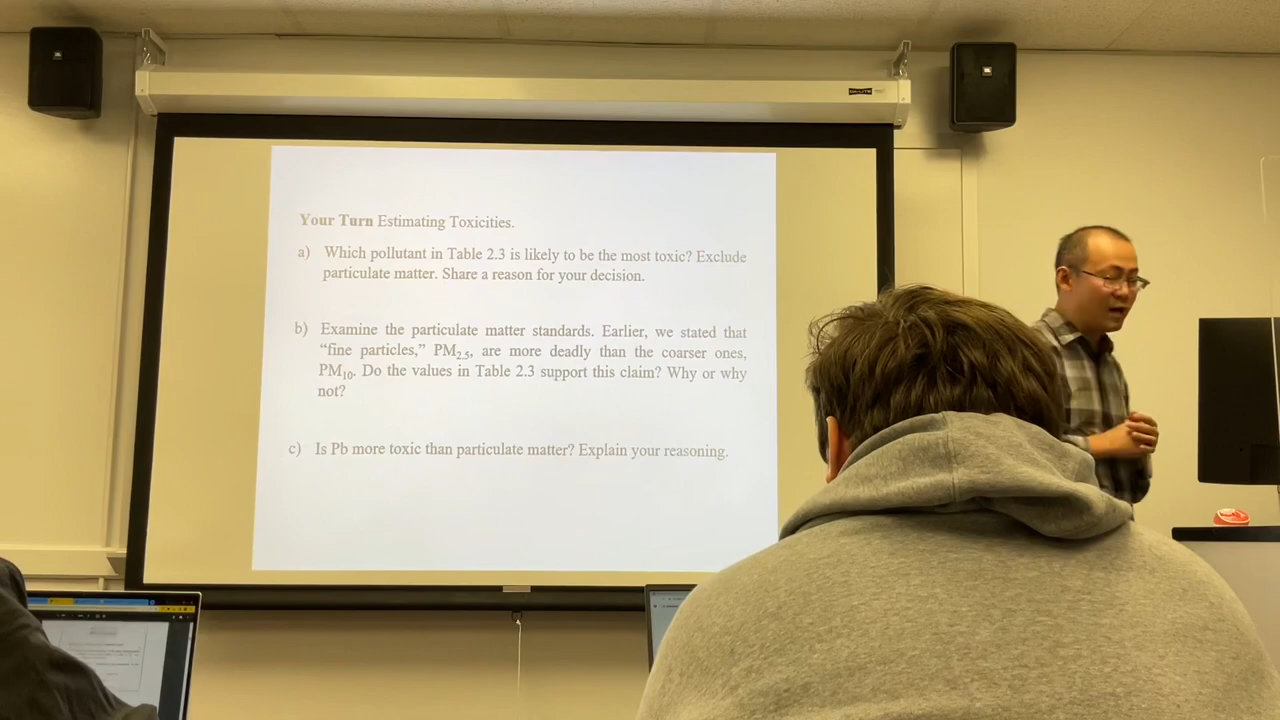 DA-LITE
JBL
Your Turn Estimating Toxicities.
a) Which pollutant in Table 2.3 is likely to be the most toxic? Exclude
particulate matter. Share a reason for your decision.
b) Examine the particulate matter standards. Earlier, we stated that
“fine particles,” PM2.5, are more deadly than the coarser ones,
PM10. Do the values in Table 2.3 support this claim? Why or why
not?
c) Is Pb more toxic than particulate matter? Explain your reasoning.